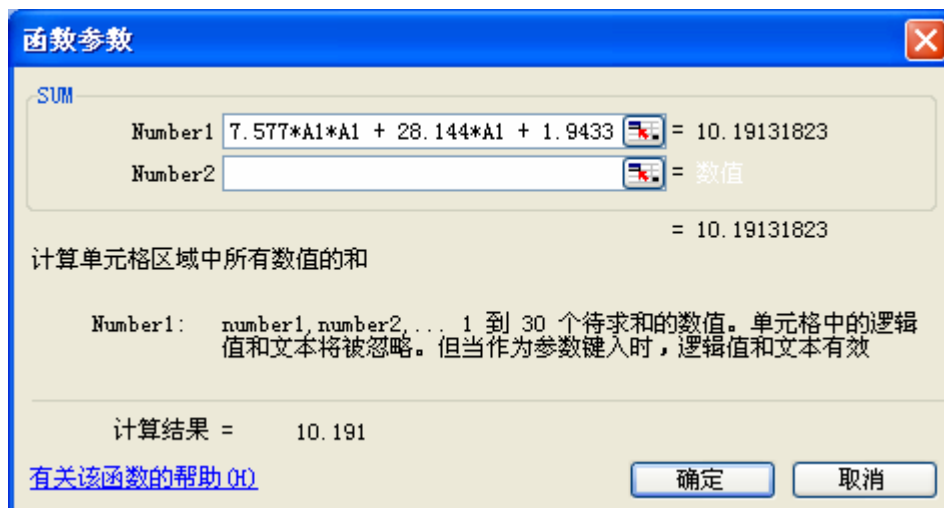 函数参数
SUM
Number1 7.577*A1*A1 + 28.144*A1 + 1.9433 = 10.19131823
Number2 = 数值
= 10.19131823
计算单元格区域中所有数值的和
Number1: number1,number2,... 1 到 30 个待求和的数值。单元格中的逻辑
值和文本将被忽略。但当作为参数键入时，逻辑值和文本有效
计算结果 = 10.191
有关该函数的帮助(H) 确定 取消